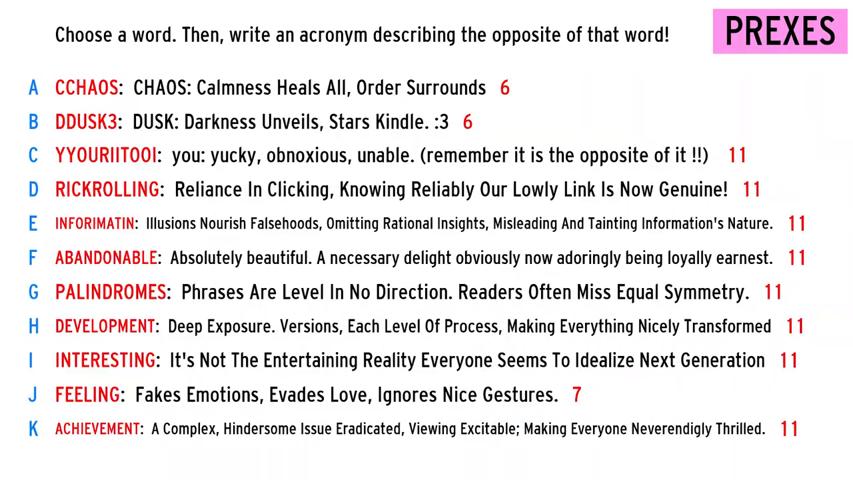 Choose a word. Then, write an acronym describing the opposite of that word!
PREXES
A CCHAOS: CHAOS: Calmness Heals All, Order Surrounds 6
B DDUSK3: DUSK: Darkness Unveils, Stars Kindle. :3 6
C YYOURIITOOI: you: yucky, obnoxious, unable. (remember it is the opposite of it !!) 11
D RICKROLLING: Reliance In Clicking, Knowing Reliably Our Lowly Link Is Now Genuine! 11
E INFORIMATIN: Illusions Nourish Falsehoods, Omitting Rational Insights, Misleading And Tainting Information's Nature. 11
F ABANDONABLE: Absolutely beautiful. A necessary delight obviously now adoringly being loyally earnest. 11
G PALINDROMES: Phrases Are Level In No Direction. Readers Often Miss Equal Symmetry. 11
H DEVELOPMENT: Deep Exposure. Versions, Each Level Of Process, Making Everything Nicely Transformed 11
I INTERESTING: It's Not The Entertaining Reality Everyone Seems To Idealize Next Generation 11
J FEELING: Fakes Emotions, Evades Love, Ignores Nice Gestures. 7
K ACHIEVEMENT: A Complex, Hindersome Issue Eradicated, Viewing Excitable; Making Everyone Neverendigly Thrilled. 11